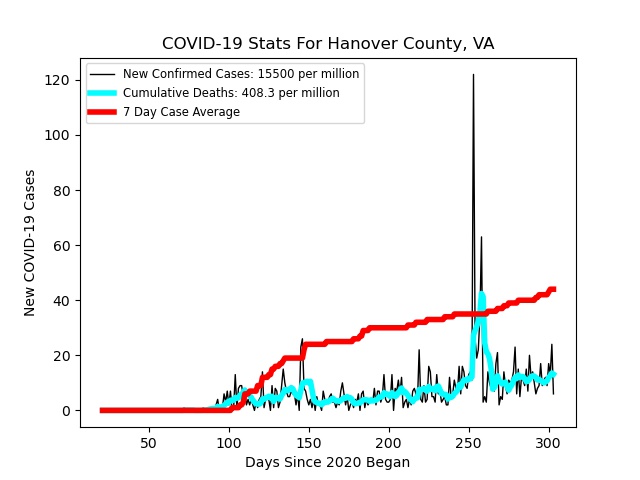 COVID-19 Stats For Hanover County, VA
New Confirmed Cases: 15500 per million
Cumulative Deaths: 408.3 per million
7 Day Case Average
New COVID-19 Cases
120
100
80
60
40
20
0
50 100 150 200 250 300
Days Since 2020 Began